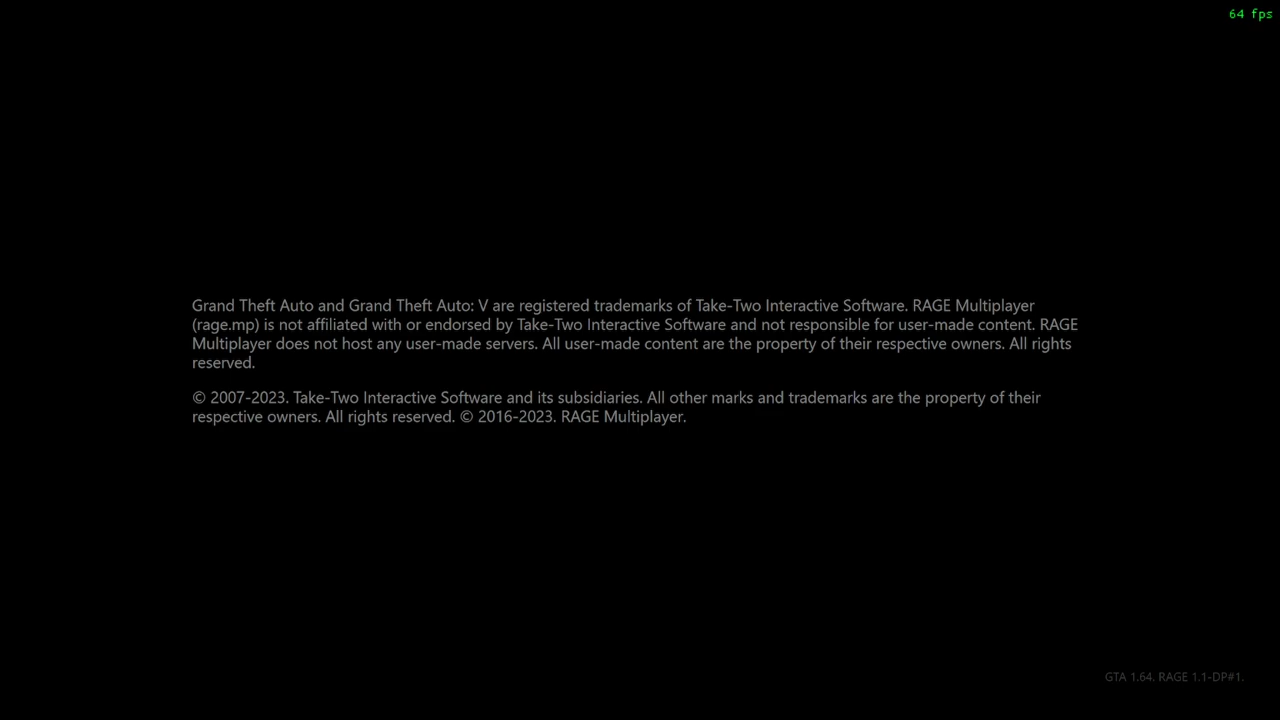 64 fps
Grand Theft Auto and Grand Theft Auto: V are registered trademarks of Take-Two Interactive Software. RAGE Multiplayer
(rage.mp) is not affiliated with or endorsed by Take-Two Interactive Software and not responsible for user-made content. RAGE
Multiplayer does not host any user-made servers. All user-made content are the property of their respective owners. All rights
reserved.
© 2007-2023. Take-Two Interactive Software and its subsidiaries. All other marks and trademarks are the property of their
respective owners. All rights reserved. © 2016-2023. RAGE Multiplayer.
GTA 1.64. RAGE 1.1-DP#1.